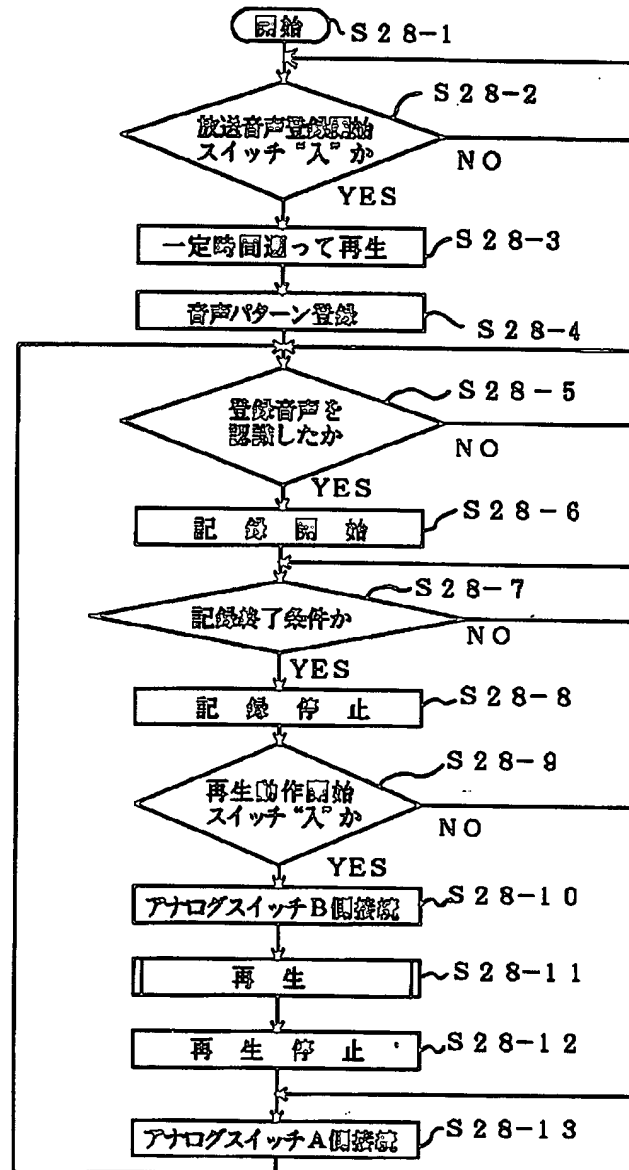 開始
S28-1
S28-2
放送音声登録開始
スイッチ“入”か
NO
YES
一定時間遡って再生
S28-3
音声パターン登録
S28-4
S28-5
登録音声を
認識したか
NO
YES
記録開始
S28-6
S28-7
記録終了条件か
NO
YES
記録停止
S28-8
S28-9
再生動作開始
スイッチ“入”か
NO
YES
アナログスイッチB側接続
S28-10
再生
S28-11
再生停止
S28-12
アナログスイッチA側接続
S28-13